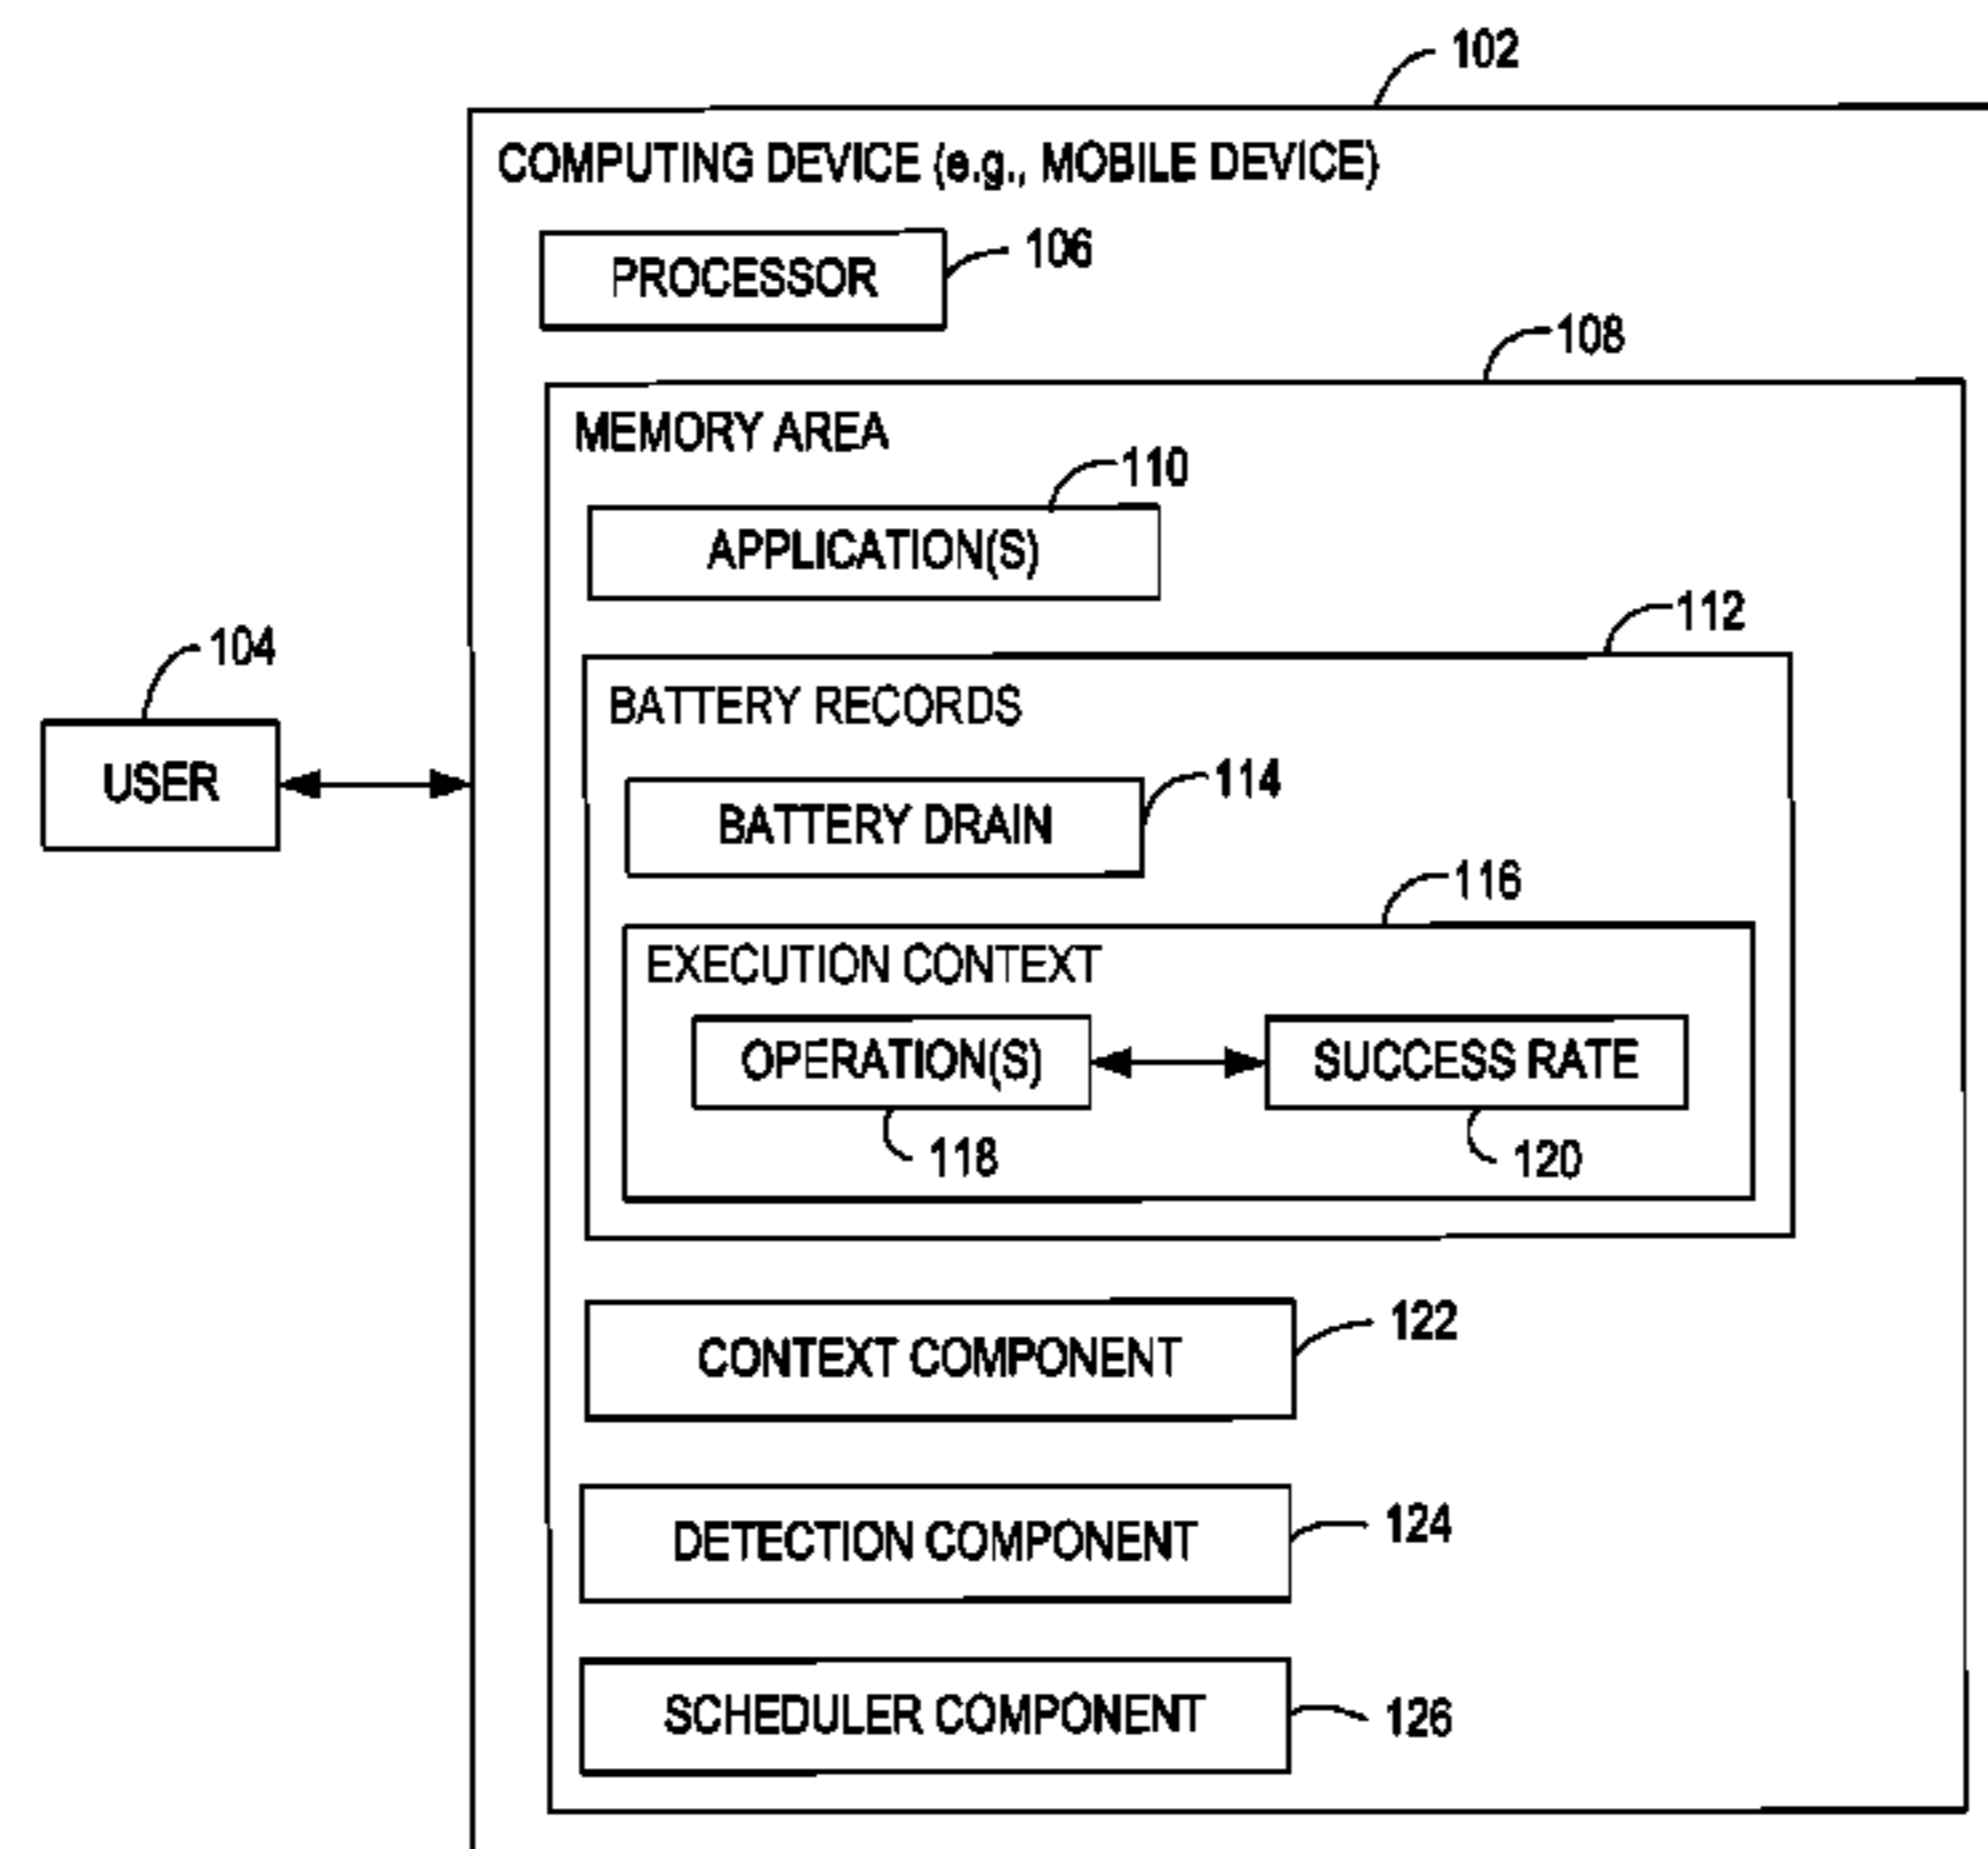 102
COMPUTING DEVICE (e.g., MOBILE DEVICE)
PROCESSOR
106
108
MEMORY AREA
110
APPLICATION(S)
112
104
BATTERY RECORDS
USER
114
BATTERY DRAIN
116
EXECUTION CONTEXT
OPERATION(S)
SUCCESS RATE
118
120
122
CONTEXT COMPONENT
124
DETECTION COMPONENT
SCHEDULER COMPONENT
126